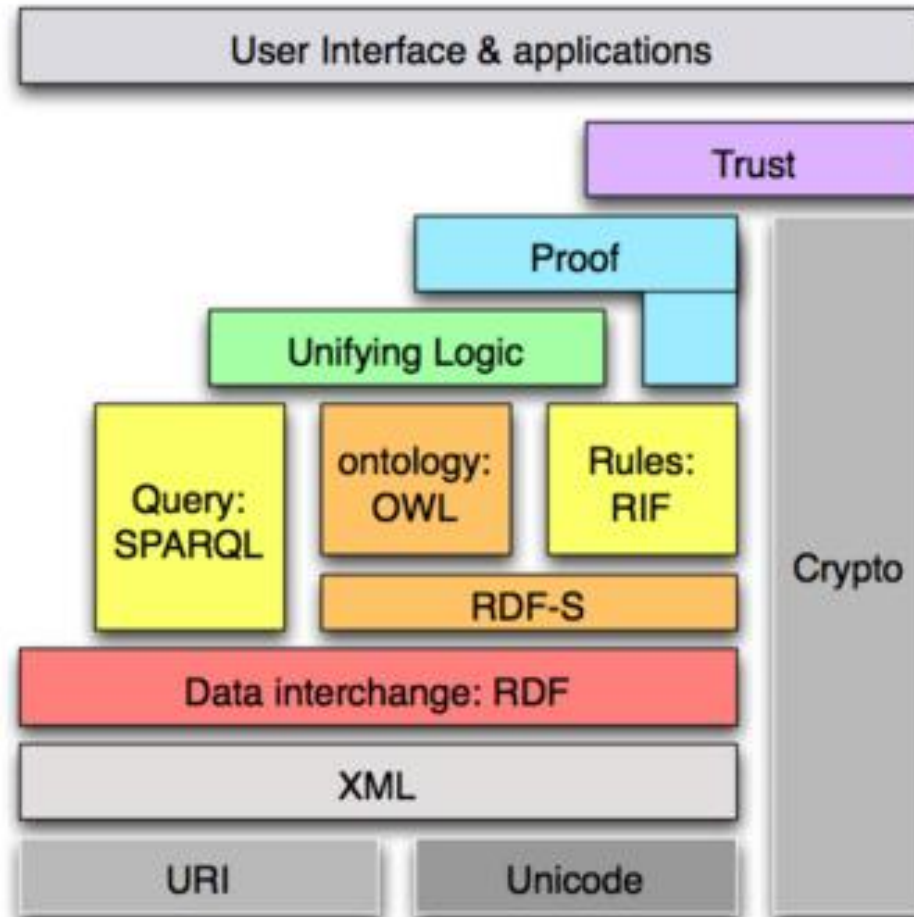 User Interface & applications
Trust
Proof
Unifying Logic
Query:
SPARQL
ontology:
OWL
Rules:
RIF
Crypto
RDF-S
Data interchange: RDF
XML
URI
Unicode